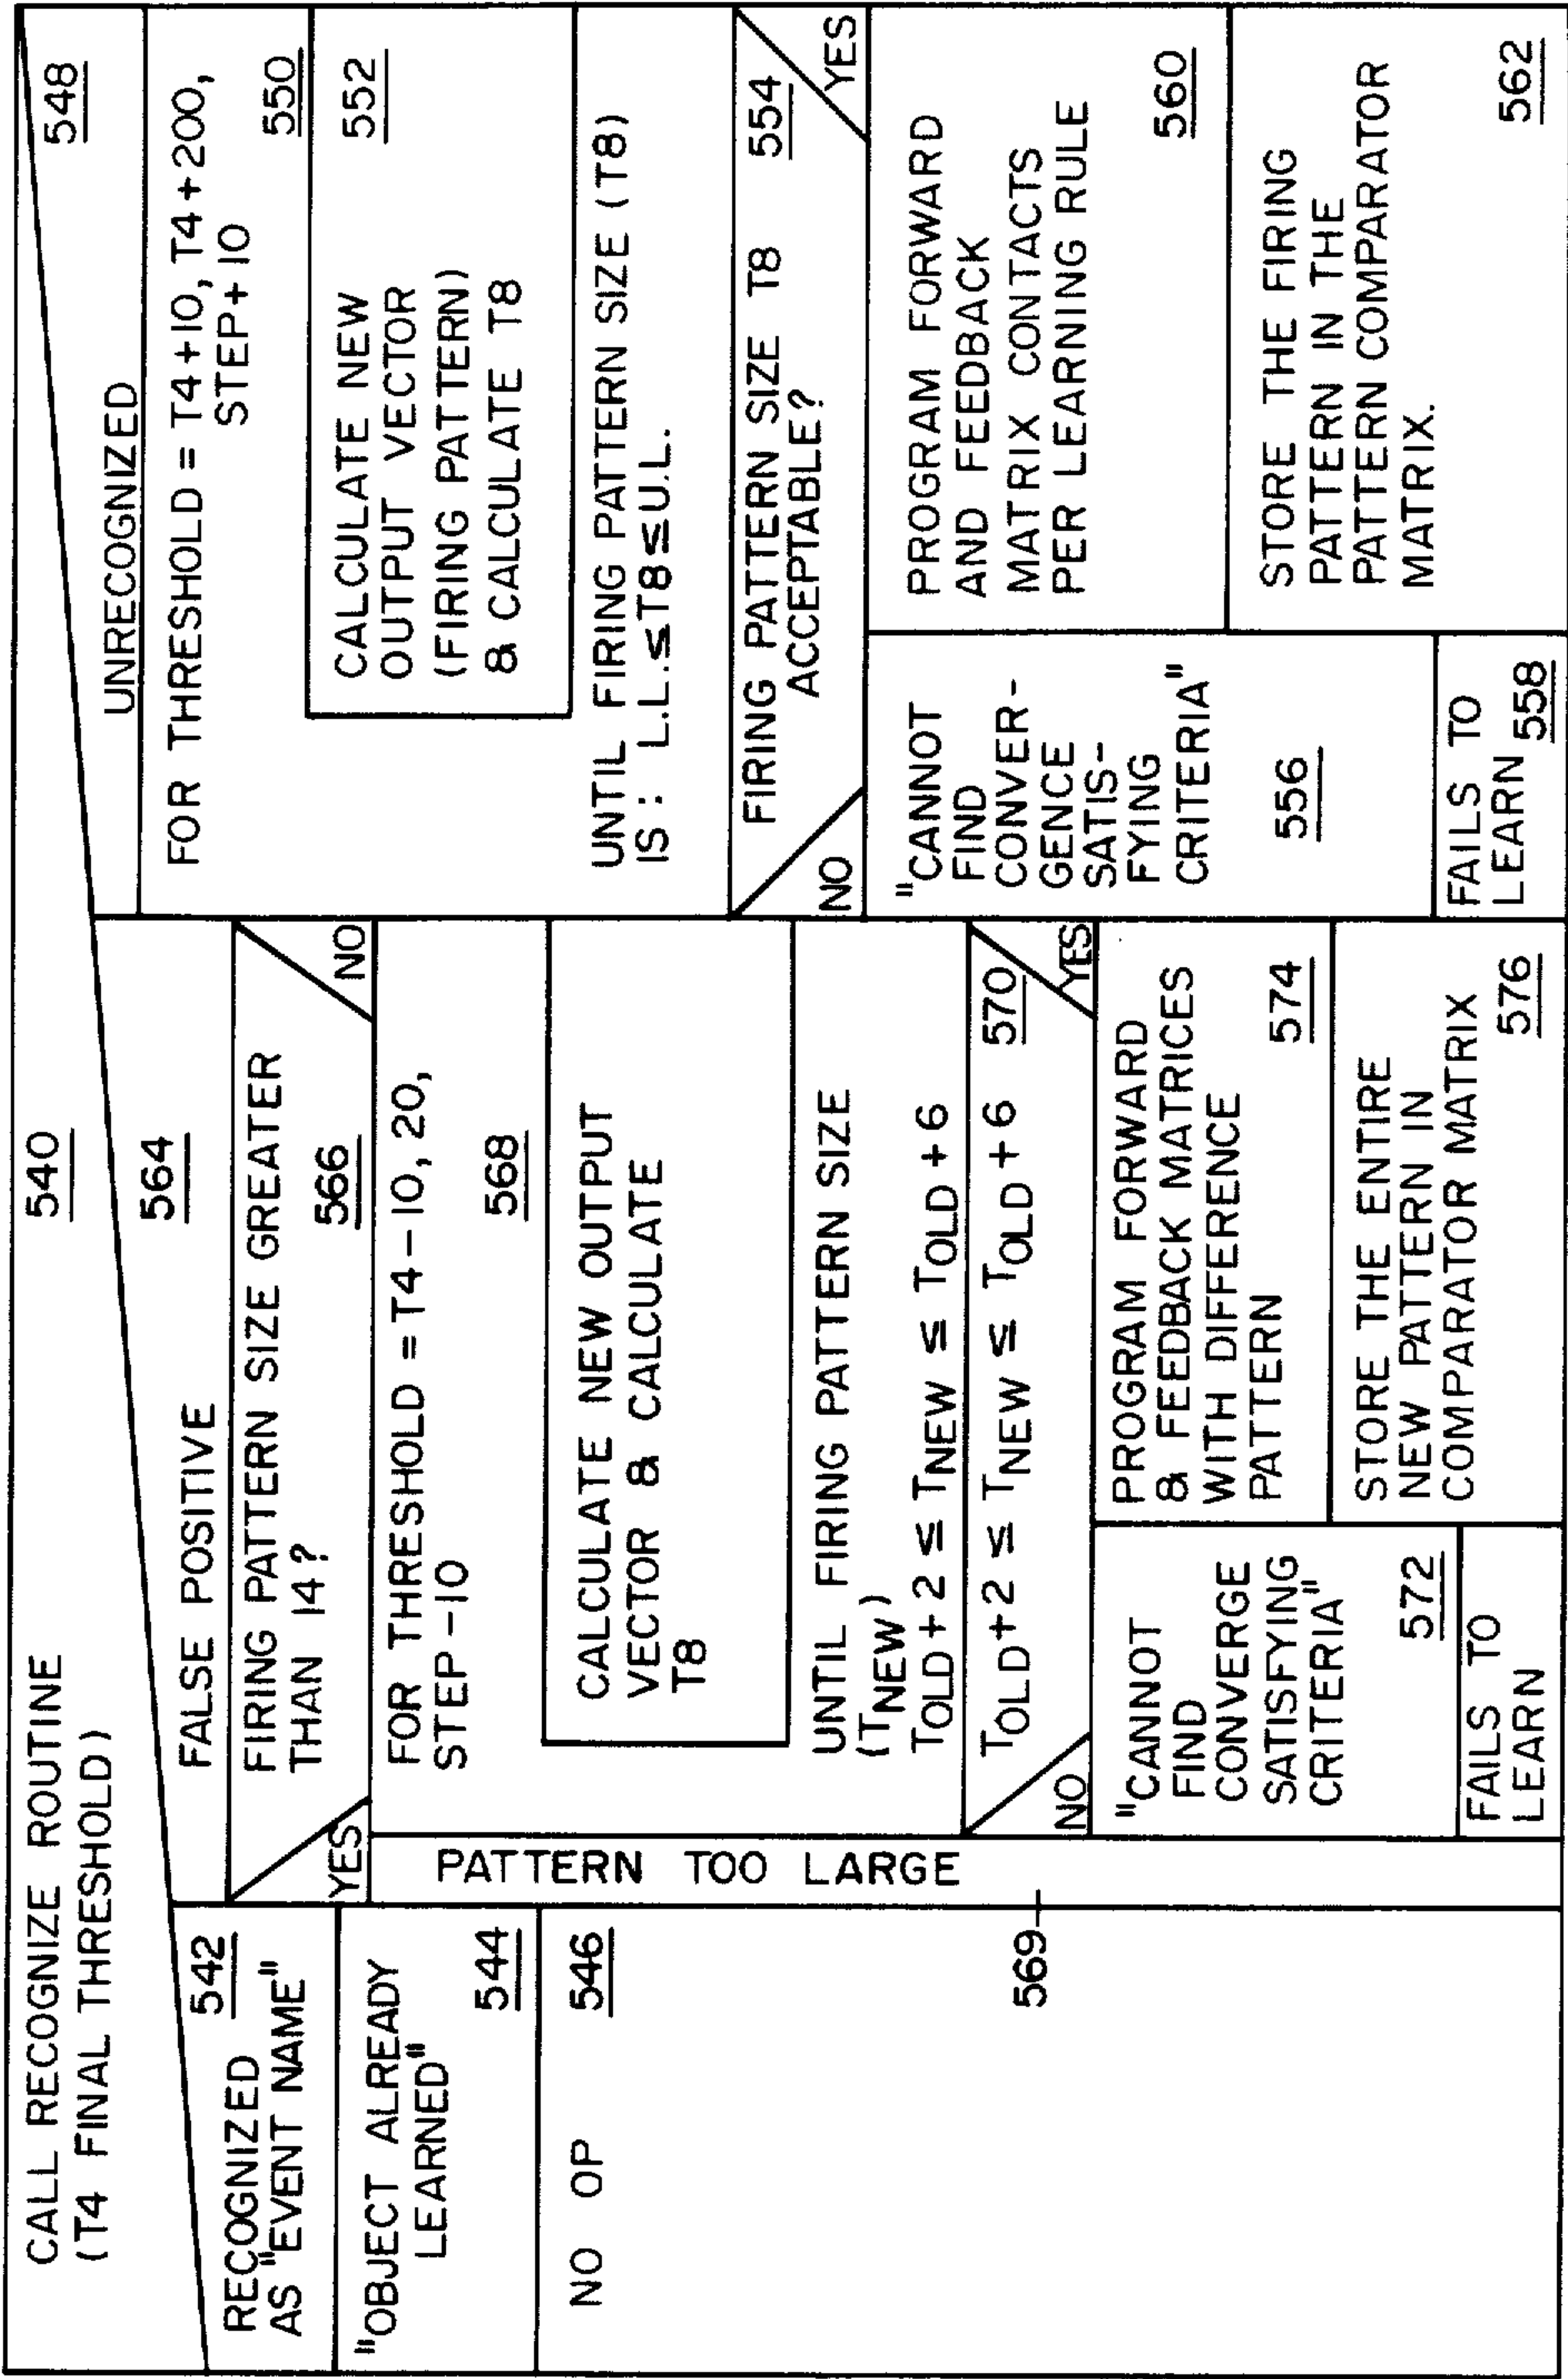 CALL RECOGNIZE ROUTINE
(T4 FINAL THRESHOLD)
540
RECOGNIZED
AS "EVENT NAME"
542
"OBJECT ALREADY
LEARNED"
544
NO OP
546
569
FALSE POSITIVE
564
FIRING PATTERN SIZE GREATER
THAN 14?
566
YES
NO
PATTERN TOO LARGE
FOR THRESHOLD = T4-10, 20,
STEP-10
568
CALCULATE NEW OUTPUT
VECTOR & CALCULATE
T8
UNTIL FIRING PATTERN SIZE
(TNEW)
TOLD+2 ≤ TNEW ≤ TOLD+6
TOLD+2 ≤ TNEW ≤ TOLD+6
570
NO
YES
"CANNOT
FIND
CONVERGE
SATISFYING
CRITERIA"
572
FAILS TO
LEARN
PROGRAM FORWARD
& FEEDBACK MATRICES
WITH DIFFERENCE
PATTERN
574
STORE THE ENTIRE
NEW PATTERN IN
COMPARATOR MATRIX
576
UNRECOGNIZED
548
FOR THRESHOLD = T4+10, T4+200,
STEP+10
550
CALCULATE NEW
OUTPUT VECTOR
(FIRING PATTERN)
& CALCULATE T8
552
UNTIL FIRING PATTERN SIZE (T8)
IS: L.L.≤T8≤U.L.
FIRING PATTERN SIZE T8
ACCEPTABLE?
554
NO
YES
"CANNOT
FIND
CONVER-
GENCE
SATIS-
FYING
CRITERIA"
556
FAILS TO
LEARN 558
PROGRAM FORWARD
AND FEEDBACK
MATRIX CONTACTS
PER LEARNING RULE
560
STORE THE FIRING
PATTERN IN THE
PATTERN COMPARATOR
MATRIX.
562